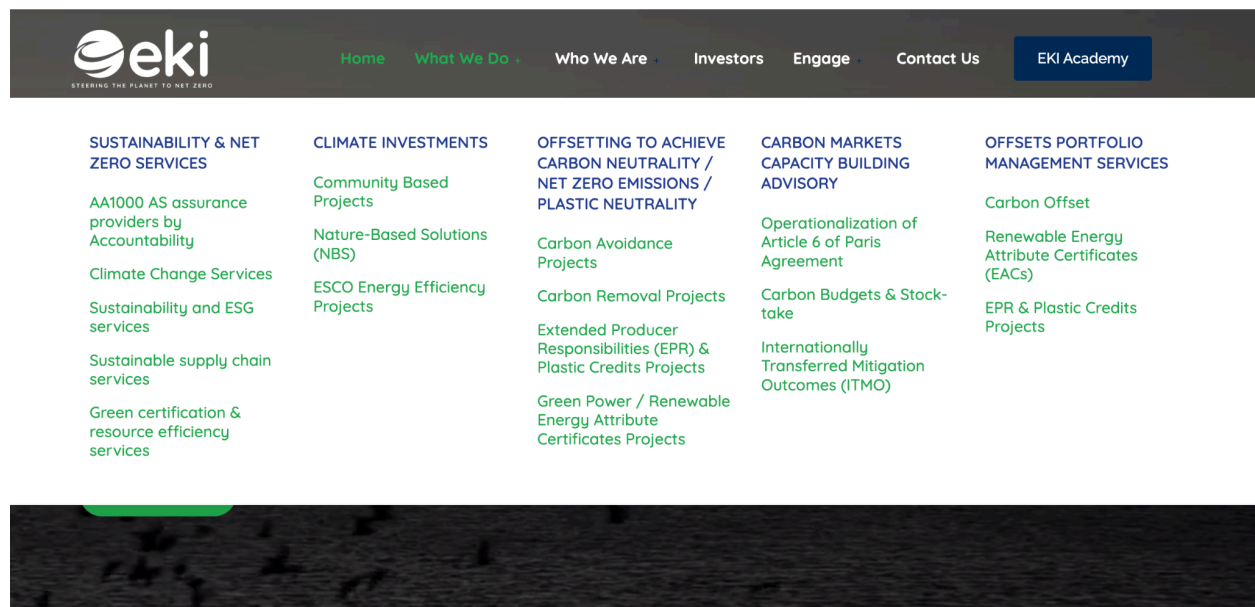 eki
STEERING THE PLANET TO NET ZERO
Home What We Do + Who We Are + Investors Engage + Contact Us EKI Academy
SUSTAINABILITY & NET
ZERO SERVICES
AA1000 AS assurance
providers by
Accountability
Climate Change Services
Sustainability and ESG
services
Sustainable supply chain
services
Green certification &
resource efficiency
services
CLIMATE INVESTMENTS
Community Based
Projects
Nature-Based Solutions
(NBS)
ESCO Energy Efficiency
Projects
OFFSETTING TO ACHIEVE
CARBON NEUTRALITY /
NET ZERO EMISSIONS /
PLASTIC NEUTRALITY
Carbon Avoidance
Projects
Carbon Removal Projects
Extended Producer
Responsibilities (EPR) &
Plastic Credits Projects
Green Power / Renewable
Energy Attribute
Certificates Projects
CARBON MARKETS
CAPACITY BUILDING
ADVISORY
Operationalization of
Article 6 of Paris
Agreement
Carbon Budgets & Stock-
take
Internationally
Transferred Mitigation
Outcomes (ITMO)
OFFSETS PORTFOLIO
MANAGEMENT SERVICES
Carbon Offset
Renewable Energy
Attribute Certificates
(EACs)
EPR & Plastic Credits
Projects